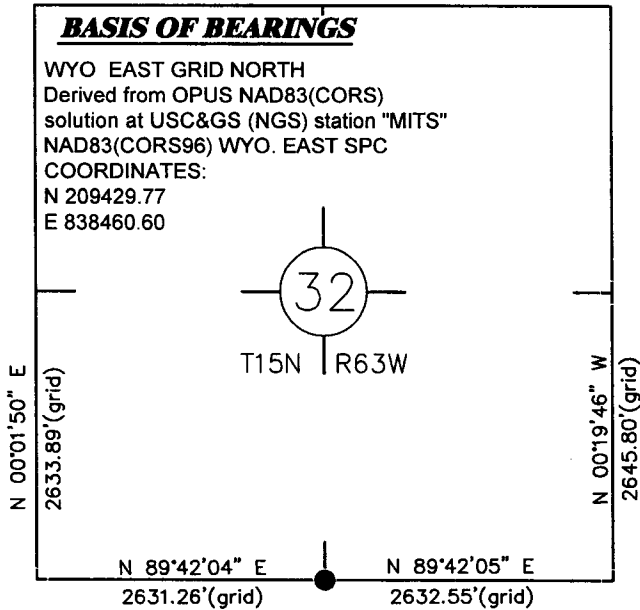 BASIS OF BEARINGS
WYO EAST GRID NORTH
Derived from OPUS NAD83(CORS)
solution at USC&GS (NGS) station "MITS"
NAD83(CORS96) WYO. EAST SPC
COORDINATES:
N 209429.77
E 838460.60
32
T15N R63W
N 00°01'50" E
2633.89'(grid)
N 00°19'46" W
2645.80'(grid)
N 89°42'04" E
2631.26'(grid)
N 89°42'05" E
2632.55'(grid)